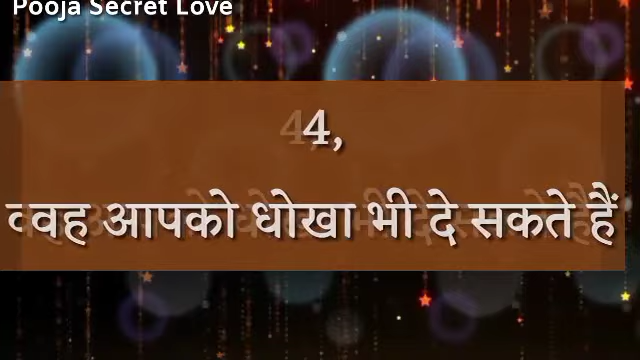 Pooja Secret Love
4,
वह आपको धोखा भी दे सकते हैं